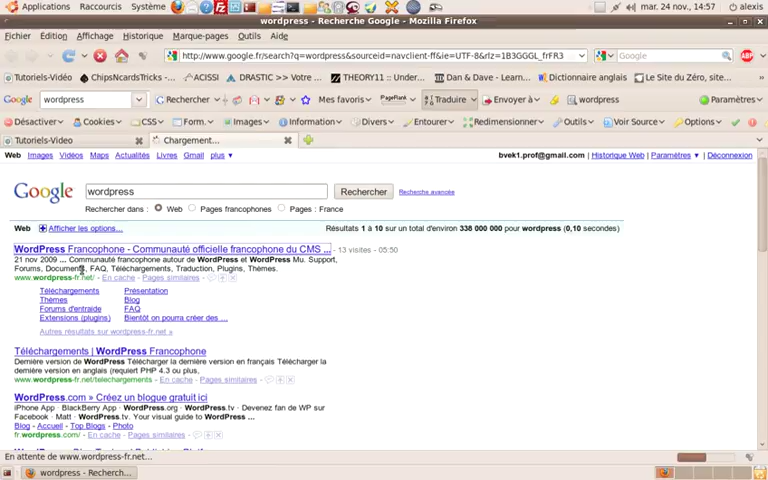 Applications Raccourcis Système mar. 24 nov., 14:57 alexis
wordpress - Recherche Google - Mozilla Firefox
Fichier Édition Affichage Historique Marque-pages Outils Aide
http://www.google.fr/search?q=wordpress&sourceid=navclient-ff&ie=UTF-8&rlz=1B3GGGL_frFR3 Google ABP
Tutoriels-Vidéo ChipsNcardsTricks -... ACISSI DRASTIC >> Votre ... THEORY11 :: Under... Dan & Dave - Learn... Dictionnaire anglais Le Site du Zéro, site...
Google wordpress Rechercher Mes favoris PageRank Traduire Envoyer à wordpress Paramètres
Désactiver Cookies CSS Form. Images Information Divers Entourer Redimensionner Outils Voir Source Options
Tutoriels-Video Chargement...
Web Images Vidéos Maps Actualités Livres Gmail plus bvek1.prof@gmail.com | Historique Web | Paramètres | Déconnexion
Google wordpress Rechercher Recherche avancée
Rechercher dans : Web Pages francophones Pages : France
Web Afficher les options... Résultats 1 à 10 sur un total d'environ 338 000 000 pour wordpress (0,10 secondes)
WordPress Francophone - Communauté officielle francophone du CMS ... - 13 visites - 05:50
21 nov 2009 ... Communauté francophone autour de WordPress et WordPress Mu. Support,
Forums, Documents, FAQ, Téléchargements, Traduction, Plugins, Thèmes.
www.wordpress-fr.net/ - En cache - Pages similaires -
Téléchargements Présentation
Thèmes Blog
Forums d'entraide FAQ
Extensions (plugins) Bientôt on pourra créer des ...
Autres résultats sur wordpress-fr.net »
Téléchargements | WordPress Francophone
Dernière version de WordPress Télécharger la dernière version en français Télécharger la
dernière version en anglais (requiert PHP 4.3 ou plus,
www.wordpress-fr.net/telechargements - En cache - Pages similaires -
WordPress.com » Créez un blogue gratuit ici
iPhone App · BlackBerry App · WordPress.org · WordPress.tv · Devenez fan de WP sur
Facebook · Matt · WordPress.tv. Your visual guide to WordPress ...
Blog - Accueil - Top Blogs - Photo
fr.wordpress.com/ - En cache - Pages similaires -
En attente de www.wordpress-fr.net...
wordpress - Recherch...